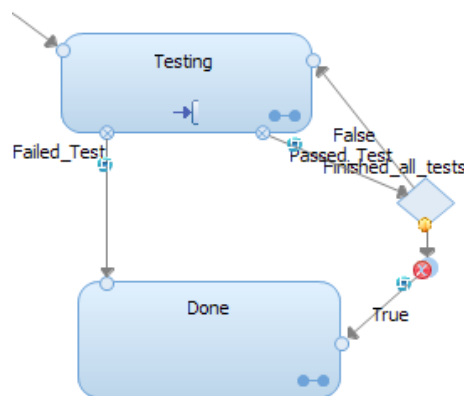 Testing
False
Failed_Test
Passed_Test
Finished_all_tests
Done
True